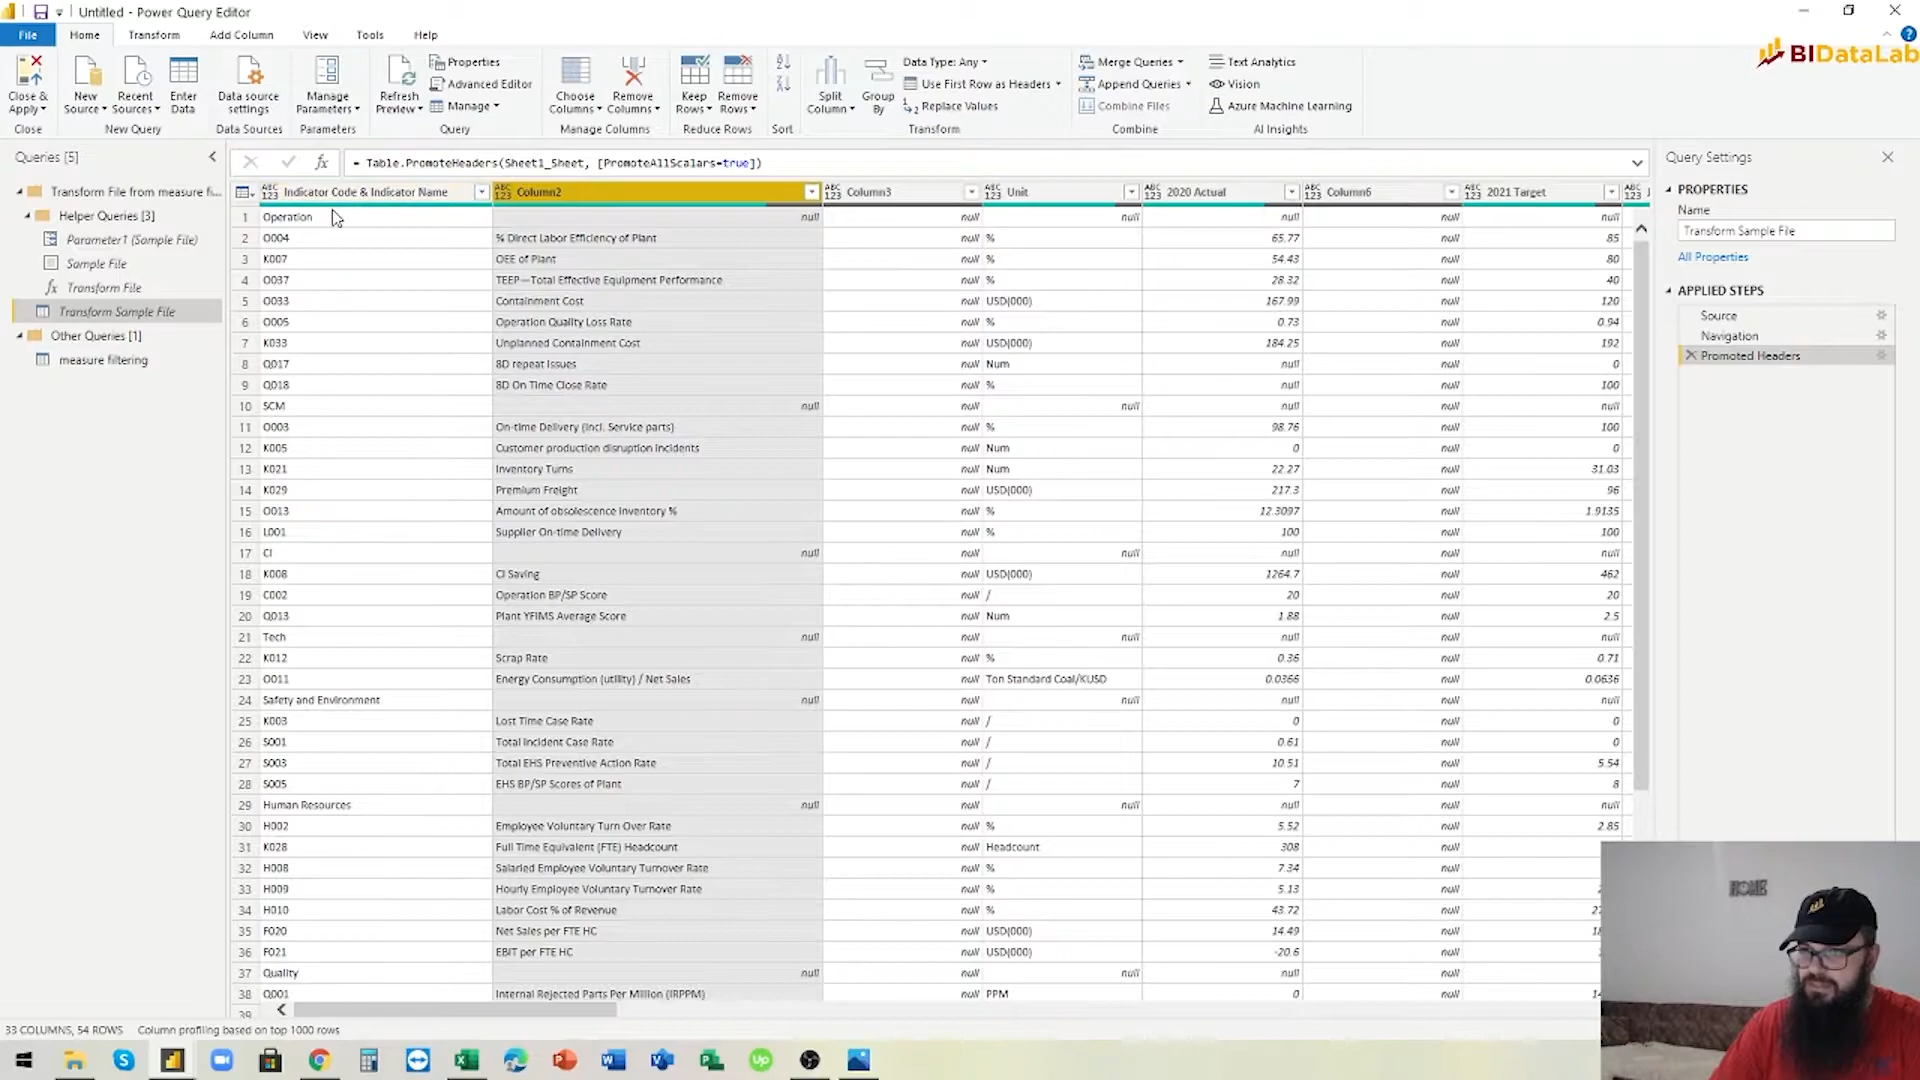 Untitled - Power Query Editor
File Home Transform Add Column View Tools Help
BIDataLab
Close & Apply
New Source
Recent Sources
Enter Data
Data source settings
Manage Parameters
Refresh Preview
Properties
Advanced Editor
Manage
Choose Columns
Remove Columns
Keep Rows
Remove Rows
Split Column
Group By
Data Type: Any
Use First Row as Headers
Replace Values
Merge Queries
Append Queries
Combine Files
Text Analytics
Vision
Azure Machine Learning
Close New Query Data Sources Parameters Query Manage Columns Reduce Rows Sort Transform Combine AI Insights
Queries [5]
Transform File from measure fi...
Helper Queries [3]
Parameter1 (Sample File)
Sample File
Transform File
Transform Sample File
Other Queries [1]
measure filtering
= Table.PromoteHeaders(Sheet1_Sheet, [PromoteAllScalars=true])
Indicator Code & Indicator Name Column2 Column3 Unit 2020 Actual Column6 2021 Target
1 Operation null null null null null null
2 O004 % Direct Labor Efficiency of Plant null % 65.77 null 85
3 K007 OEE of Plant null % 54.43 null 80
4 O037 TEEP—Total Effective Equipment Performance null % 28.32 null 40
5 O033 Containment Cost null USD(000) 167.99 null 120
6 O005 Operation Quality Loss Rate null % 0.73 null 0.94
7 K033 Unplanned Containment Cost null USD(000) 184.25 null 192
8 Q017 8D repeat issues null Num null null 0
9 Q018 8D On Time Close Rate null % null null 100
10 SCM null null null null null null
11 O003 On-time Delivery (incl. Service parts) null % 98.76 null 100
12 K005 Customer production disruption incidents null Num 0 null 0
13 K021 Inventory Turns null Num 22.27 null 31.03
14 K029 Premium Freight null USD(000) 217.3 null 96
15 O013 Amount of obsolescence inventory % null % 12.3097 null 1.9135
16 L001 Supplier On-time Delivery null % 100 null 100
17 CI null null null null null null
18 K008 CI Saving null USD(000) 1264.7 null 462
19 C002 Operation BP/SP Score null / 20 null 20
20 Q013 Plant YFIMS Average Score null Num 1.88 null 2.5
21 Tech null null null null null null
22 K012 Scrap Rate null % 0.36 null 0.71
23 O011 Energy Consumption (utility) / Net Sales null Ton Standard Coal/KUSD 0.0366 null 0.0636
24 Safety and Environment null null null null null null
25 K003 Lost Time Case Rate null / 0 null 0
26 S001 Total Incident Case Rate null / 0.61 null 0
27 S003 Total EHS Preventive Action Rate null / 10.51 null 5.54
28 S005 EHS BP/SP Scores of Plant null / 7 null 8
29 Human Resources null null null null null null
30 H002 Employee Voluntary Turn Over Rate null % 5.52 null 2.85
31 K028 Full Time Equivalent (FTE) Headcount null Headcount 308 null
32 H008 Salaried Employee Voluntary Turnover Rate null % 7.34 null
33 H009 Hourly Employee Voluntary Turnover Rate null % 5.13 null
34 H010 Labor Cost % of Revenue null % 43.72 null
35 F020 Net Sales per FTE HC null USD(000) 14.49 null
36 F021 EBIT per FTE HC null USD(000) -20.6 null
37 Quality null null null null null
38 Q001 Internal Rejected Parts Per Million (IRPPM) null PPM 0 null
39
Query Settings
PROPERTIES
Name
Transform Sample File
All Properties
APPLIED STEPS
Source
Navigation
Promoted Headers
HOME
33 COLUMNS, 54 ROWS Column profiling based on top 1000 rows